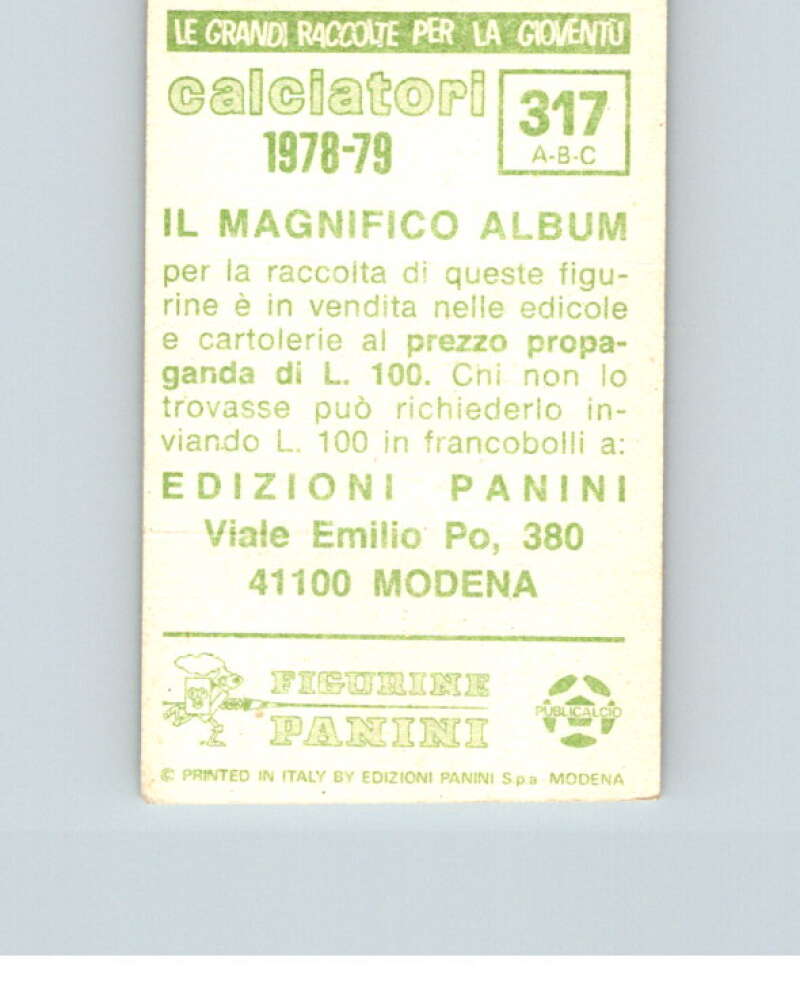 LE GRANDI RACCOLTE PER LA GIOVENTÙ
calciatori
1978-79
317
A-B-C
IL MAGNIFICO ALBUM
per la raccolta di queste figu-
rine è in vendita nelle edicole
e cartolerie al prezzo propa-
ganda di L. 100. Chi non lo
trovasse può richiederlo in-
viando L. 100 in francobolli a:
EDIZIONI PANINI
Viale Emilio Po, 380
41100 MODENA
FIGURINE
PANINI
PUBLICALCIO
© PRINTED IN ITALY BY EDIZIONI PANINI S.p.a MODENA